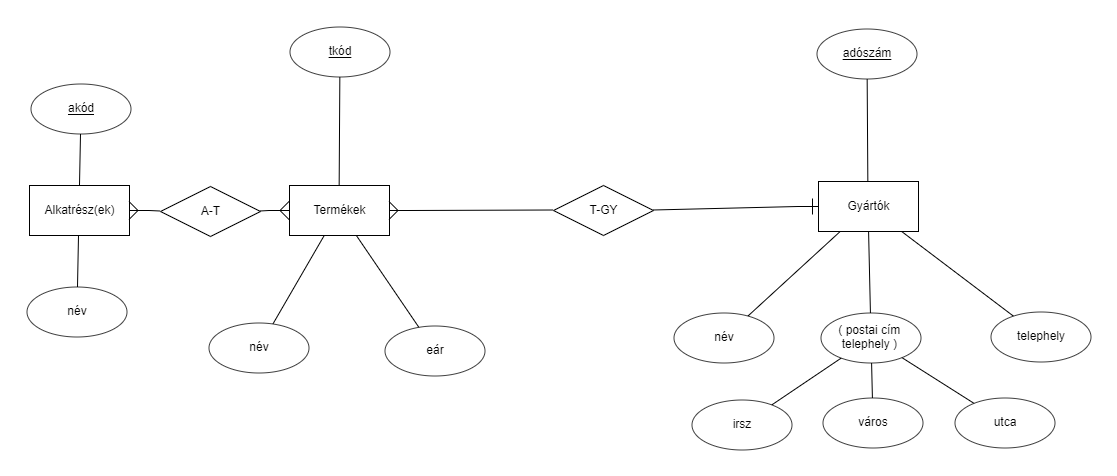 tkód
adószám
akód
Alkatrész(ek)
A-T
Termékek
T-GY
Gyártók
név
név
eár
név
( postai cím
telephely )
telephely
irsz
város
utca